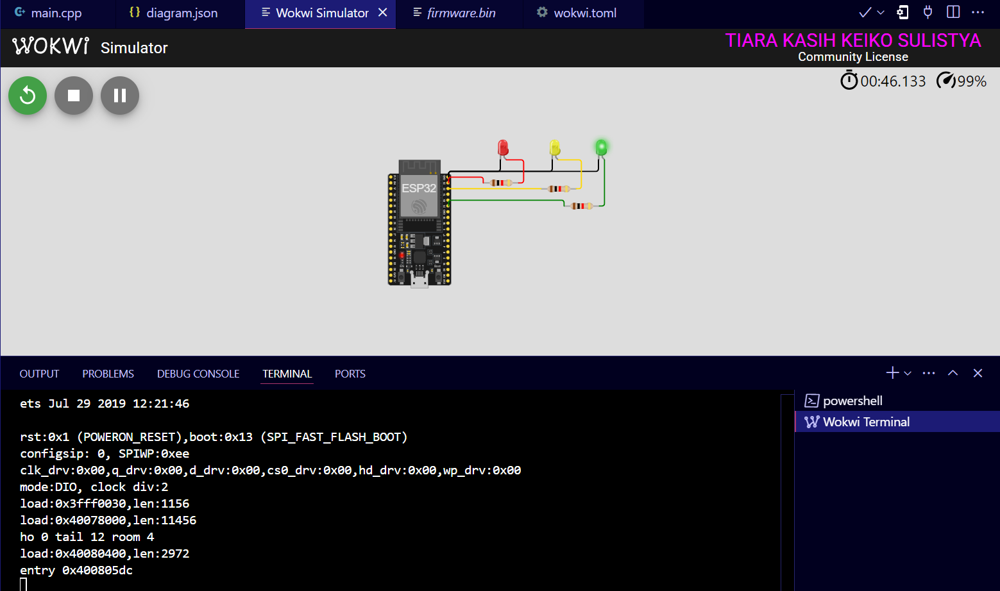 main.cpp
{} diagram.json
Wokwi Simulator
firmware.bin
wokwi.toml
WOKWi Simulator
TIARA KASIH KEIKO SULISTYA
Community License
00:46.133 99%
ESP32
EN
Boot
OUTPUT PROBLEMS DEBUG CONSOLE TERMINAL PORTS
ets Jul 29 2019 12:21:46
rst:0x1 (POWERON_RESET),boot:0x13 (SPI_FAST_FLASH_BOOT)
configsip: 0, SPIWP:0xee
clk_drv:0x00,q_drv:0x00,d_drv:0x00,cs0_drv:0x00,hd_drv:0x00,wp_drv:0x00
mode:DIO, clock div:2
load:0x3fff0030,len:1156
load:0x40078000,len:11456
ho 0 tail 12 room 4
load:0x40080400,len:2972
entry 0x400805dc
powershell
Wokwi Terminal